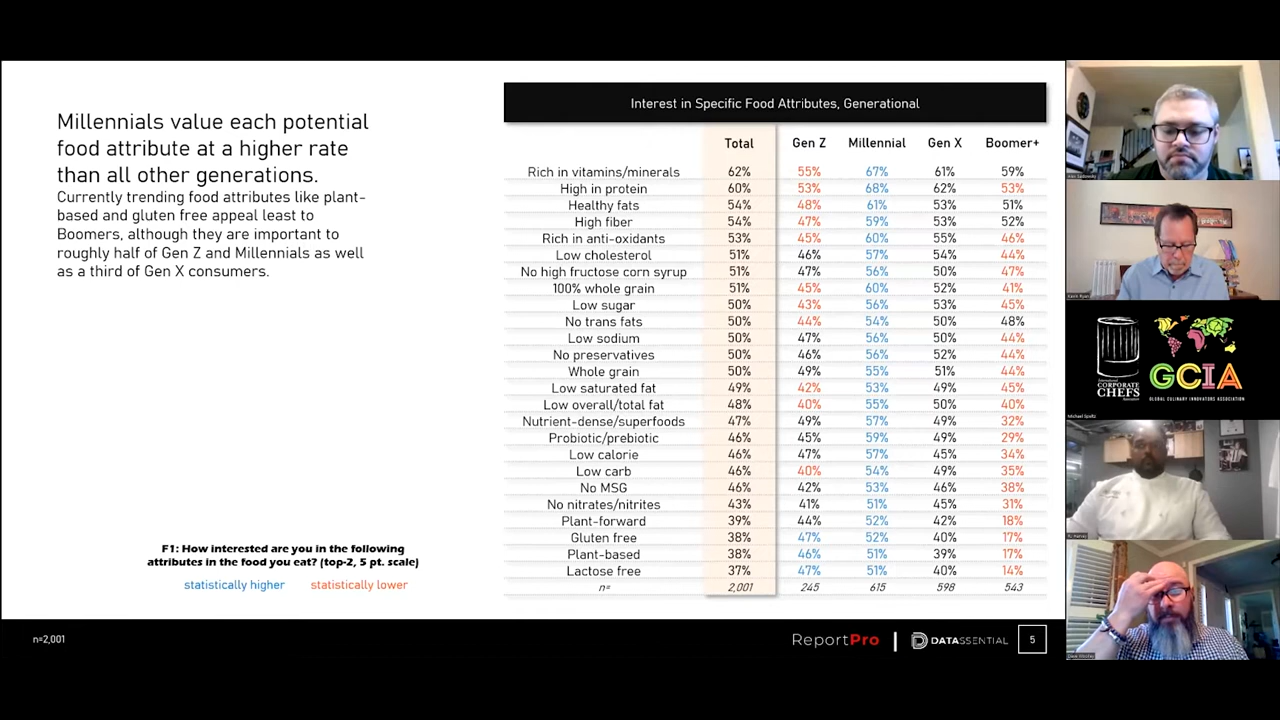 Millennials value each potential
food attribute at a higher rate
than all other generations.
Currently trending food attributes like plant-
based and gluten free appeal least to
Boomers, although they are important to
roughly half of Gen Z and Millennials as well
as a third of Gen X consumers.
F1: How interested are you in the following
attributes in the food you eat? (top-2, 5 pt. scale)
statistically higher statistically lower
Interest in Specific Food Attributes, Generational
Total Gen Z Millennial Gen X Boomer+
Rich in vitamins/minerals 62% 55% 67% 61% 59%
High in protein 60% 53% 68% 62% 53%
Healthy fats 54% 48% 61% 53% 51%
High fiber 54% 47% 59% 53% 52%
Rich in anti-oxidants 53% 45% 60% 55% 46%
Low cholesterol 51% 46% 57% 54% 44%
No high fructose corn syrup 51% 47% 56% 50% 47%
100% whole grain 51% 45% 60% 52% 41%
Low sugar 50% 43% 56% 53% 45%
No trans fats 50% 44% 54% 50% 48%
Low sodium 50% 47% 56% 50% 44%
No preservatives 50% 46% 56% 52% 44%
Whole grain 50% 49% 55% 51% 44%
Low saturated fat 49% 42% 53% 49% 45%
Low overall/total fat 48% 40% 55% 50% 40%
Nutrient-dense/superfoods 47% 49% 57% 49% 32%
Probiotic/prebiotic 46% 45% 59% 49% 29%
Low calorie 46% 47% 57% 45% 34%
Low carb 46% 40% 54% 49% 35%
No MSG 46% 42% 53% 46% 38%
No nitrates/nitrites 43% 41% 51% 45% 31%
Plant-forward 39% 44% 52% 42% 18%
Gluten free 38% 47% 52% 40% 17%
Plant-based 38% 46% 51% 39% 17%
Lactose free 37% 47% 51% 40% 14%
n= 2,001 245 615 598 543
n=2,001
ReportPro | DATASSENTIAL 5
CORPORATE
CHEFS
GCIA
GLOBAL CULINARY INNOVATORS ASSOCIATION
Michael Spaltz